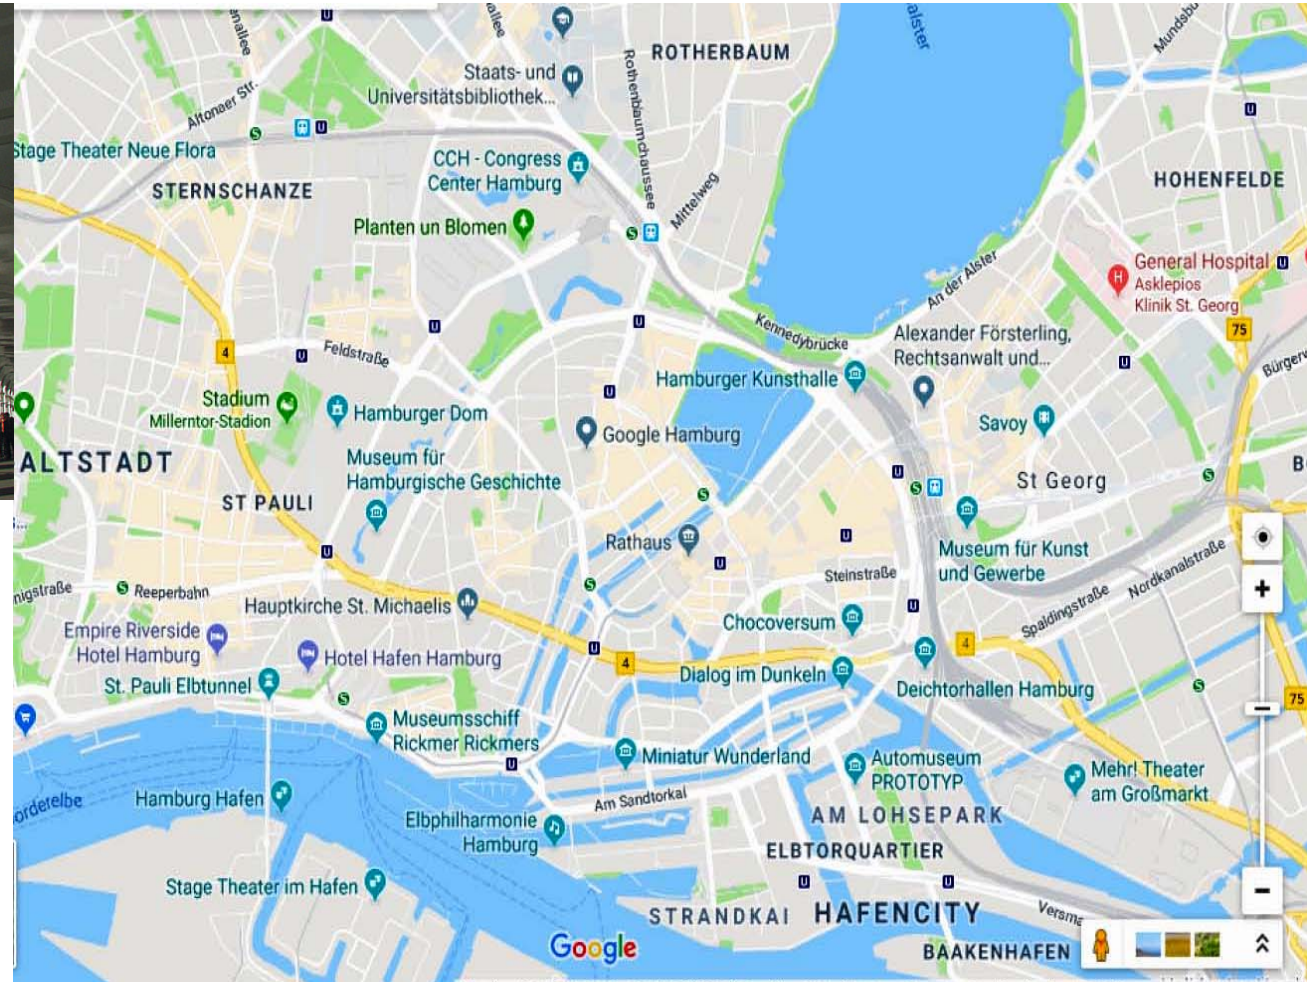 ROTHERBAUM
Staats- und
Universitätsbibliothek...
Rothenbaumchaussee
Altonaer Str.
Stage Theater Neue Flora
CCH - Congress
Center Hamburg
STERNSCHANZE
Mittelweg
HOHENFELDE
Planten un Blomen
An der Alster
General Hospital
Asklepios
Klinik St. Georg
Kennedybrücke
Alexander Försterling,
Rechtsanwalt und...
75
4
Feldstraße
Hamburger Kunsthalle
Stadium
Millerntor-Stadion
Hamburger Dom
Google Hamburg
Savoy
ALTSTADT
Museum für
Hamburgische Geschichte
St Georg
ST PAULI
Rathaus
Museum für Kunst
und Gewerbe
Steinstraße
Nordkanalstraße
Spaldingstraße
Reeperbahn
Hauptkirche St. Michaelis
Chocoversum
Empire Riverside
Hotel Hamburg
Hotel Hafen Hamburg
4
4
Dialog im Dunkeln
Deichtorhallen Hamburg
St. Pauli Elbtunnel
75
Museumsschiff
Rickmer Rickmers
Miniatur Wunderland
Automuseum
PROTOTYP
Mehr! Theater
am Großmarkt
Hamburg Hafen
Am Sandtorkai
Elbphilharmonie
Hamburg
AM LOHSEPARK
ELBTORQUARTIER
Stage Theater im Hafen
STRANDKAI
HAFENCITY
Google
BAAKENHAFEN